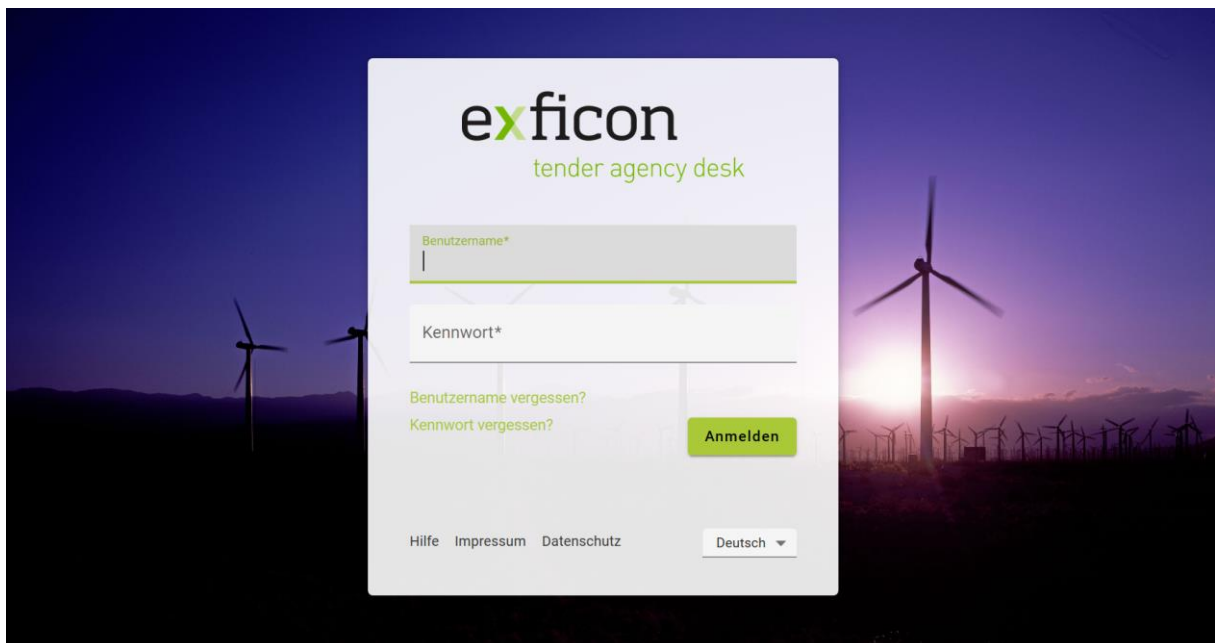 exficon
tender agency desk
Benutzername*
Kennwort*
Benutzername vergessen?
Kennwort vergessen?
Anmelden
Hilfe Impressum Datenschutz Deutsch